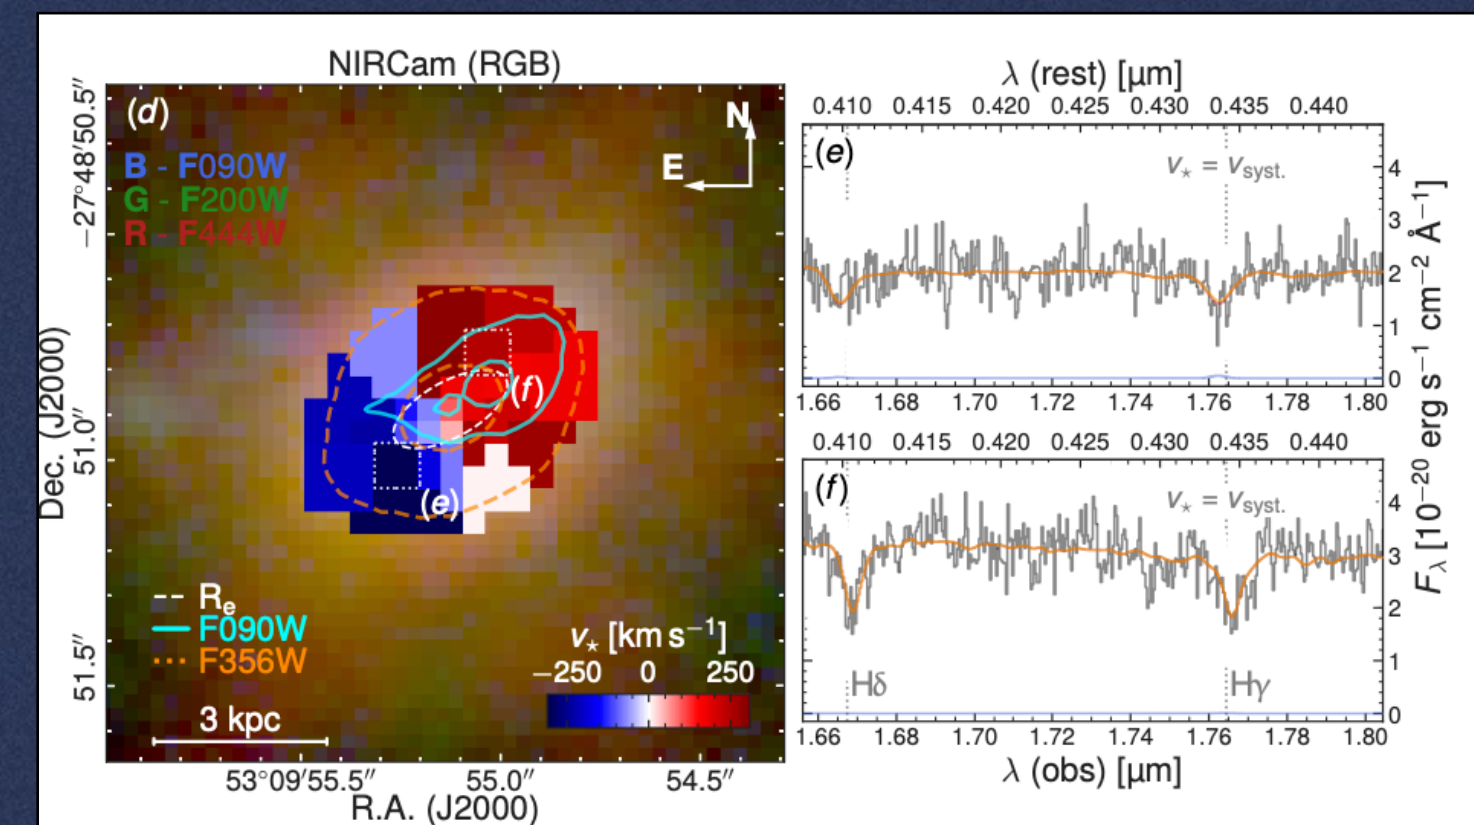 NIRCam (RGB)
(d)
N
E
B - F090W
G - F200W
R - F444W
(f)
(e)
R_e
F090W
F356W
3 kpc
v⋆ [km s⁻¹]
−250 0 250
−27°48′50.5″
51.0″
51.5″
Dec. (J2000)
53°09′55.5″ 55.0″ 54.5″
R.A. (J2000)
λ (rest) [μm]
0.410 0.415 0.420 0.425 0.430 0.435 0.440
(e)
v⋆ = v_syst.
4
3
2
1
0
1.66 1.68 1.70 1.72 1.74 1.76 1.78 1.80
0.410 0.415 0.420 0.425 0.430 0.435 0.440
(f)
v⋆ = v_syst.
4
3
2
1
0
Hδ
Hγ
1.66 1.68 1.70 1.72 1.74 1.76 1.78 1.80
λ (obs) [μm]
F_λ [10⁻²⁰ erg s⁻¹ cm⁻² Å⁻¹]